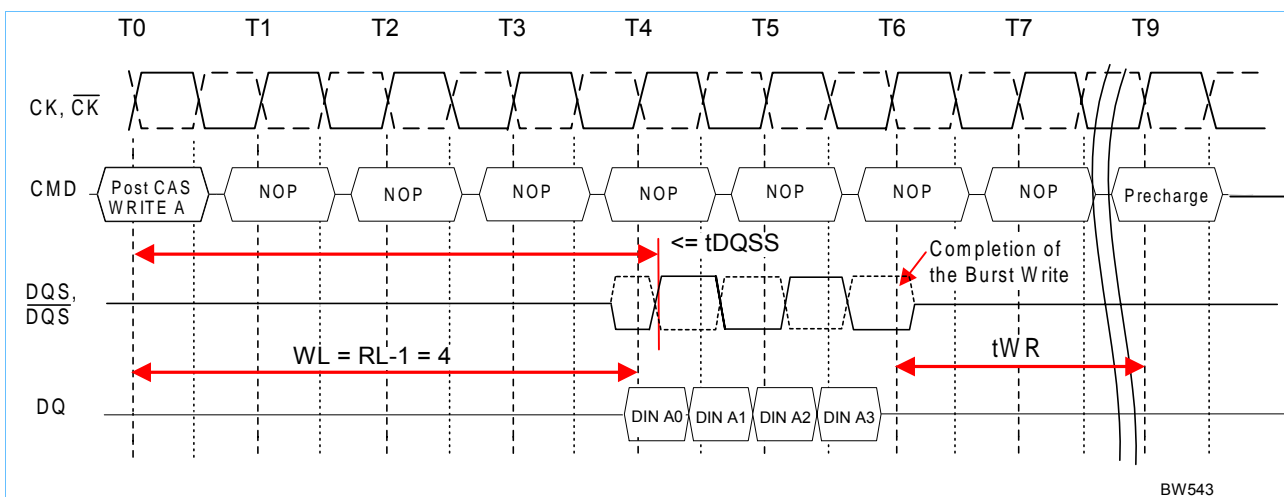 T0 T1 T2 T3 T4 T5 T6 T7 T9
CK, CK
CMD Post CAS WRITE A NOP NOP NOP NOP NOP NOP NOP Precharge
<= tDQSS
Completion of
the Burst Write
DQS,
DQS
WL = RL-1 = 4
tWR
DQ DIN A0 DIN A1 DIN A2 DIN A3
BW543